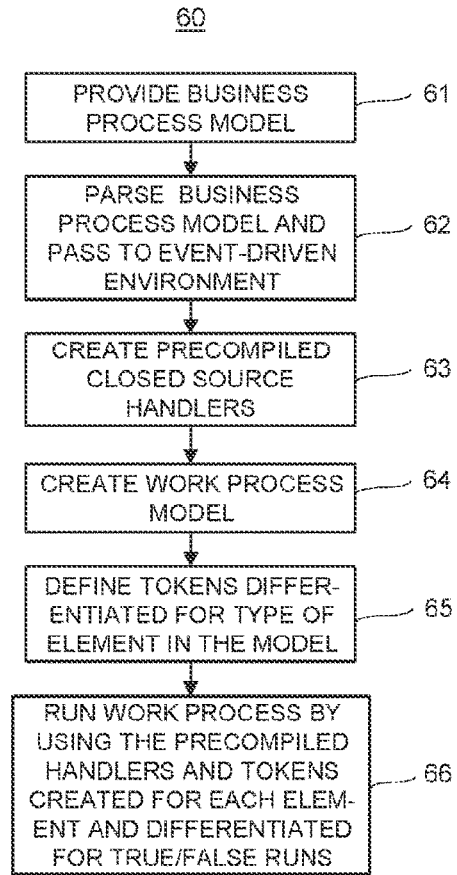 60
PROVIDE BUSINESS
PROCESS MODEL
61
PARSE BUSINESS
PROCESS MODEL AND
PASS TO EVENT-DRIVEN
ENVIRONMENT
62
CREATE PRECOMPILED
CLOSED SOURCE
HANDLERS
63
CREATE WORK PROCESS
MODEL
64
DEFINE TOKENS DIFFER-
ENTIATED FOR TYPE OF
ELEMENT IN THE MODEL
65
RUN WORK PROCESS BY
USING THE PRECOMPILED
HANDLERS AND TOKENS
CREATED FOR EACH ELEM-
ENT AND DIFFERENTIATED
FOR TRUE/FALSE RUNS
66